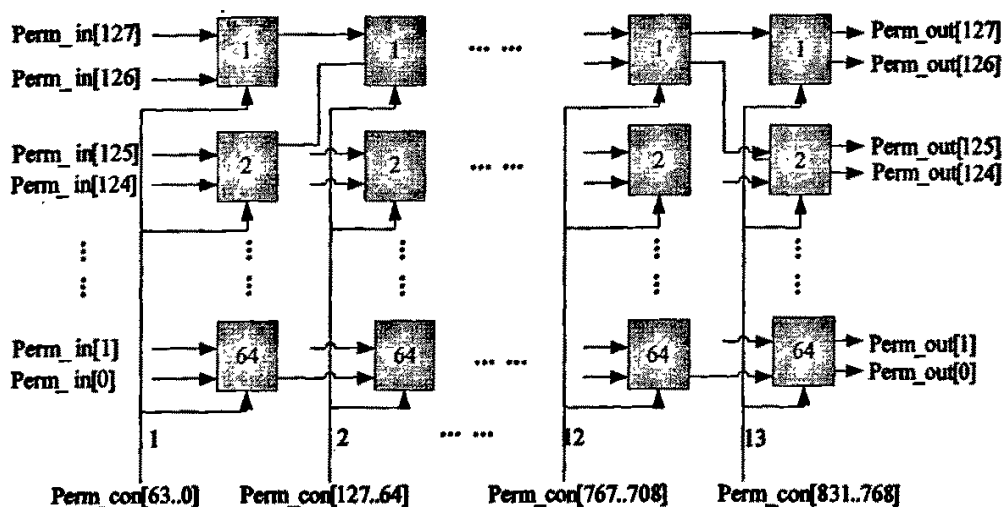 Perm_in[127]
Perm_in[126]
1
1
... ...
1
1
Perm_out[127]
Perm_out[126]
Perm_in[125]
Perm_in[124]
2
2
... ...
2
2
Perm_out[125]
Perm_out[124]
Perm_in[1]
Perm_in[0]
64
64
... ...
64
64
Perm_out[1]
Perm_out[0]
1
2
... ...
12
13
Perm_con[63..0]
Perm_con[127..64]
Perm_con[767..708]
Perm_con[831..768]